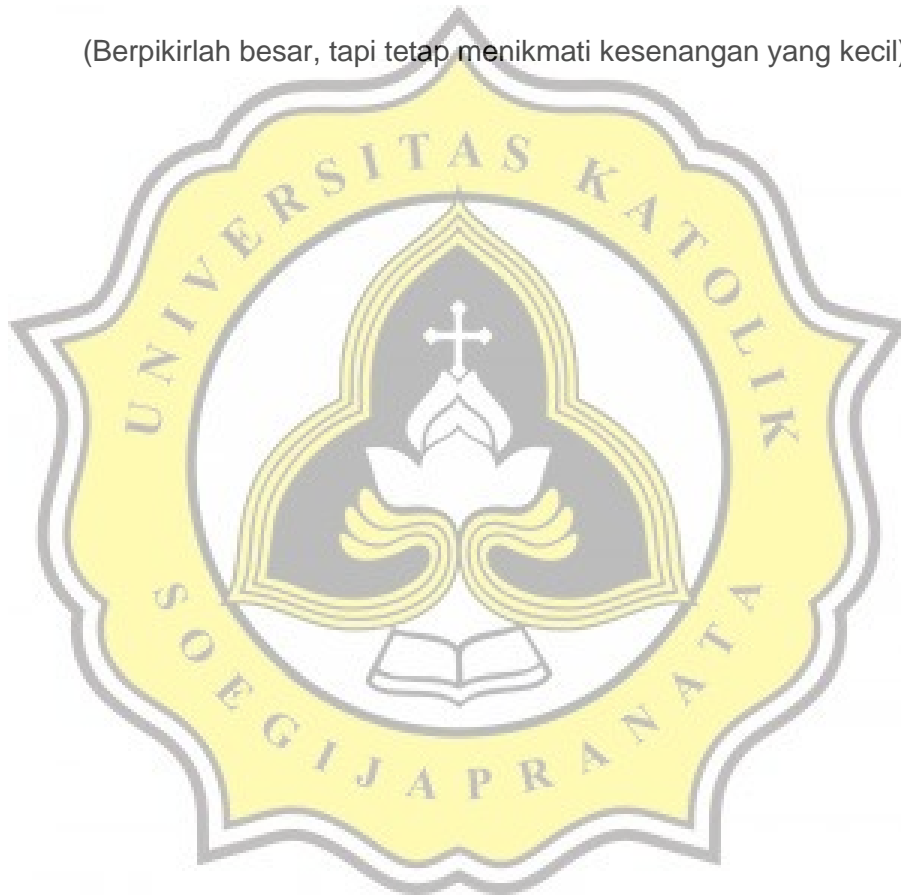 (Berpikirlah besar, tapi tetap menikmati kesenangan yang kecil)
UNIVERSITAS KATOLIK
SOEGIJAPRANATA